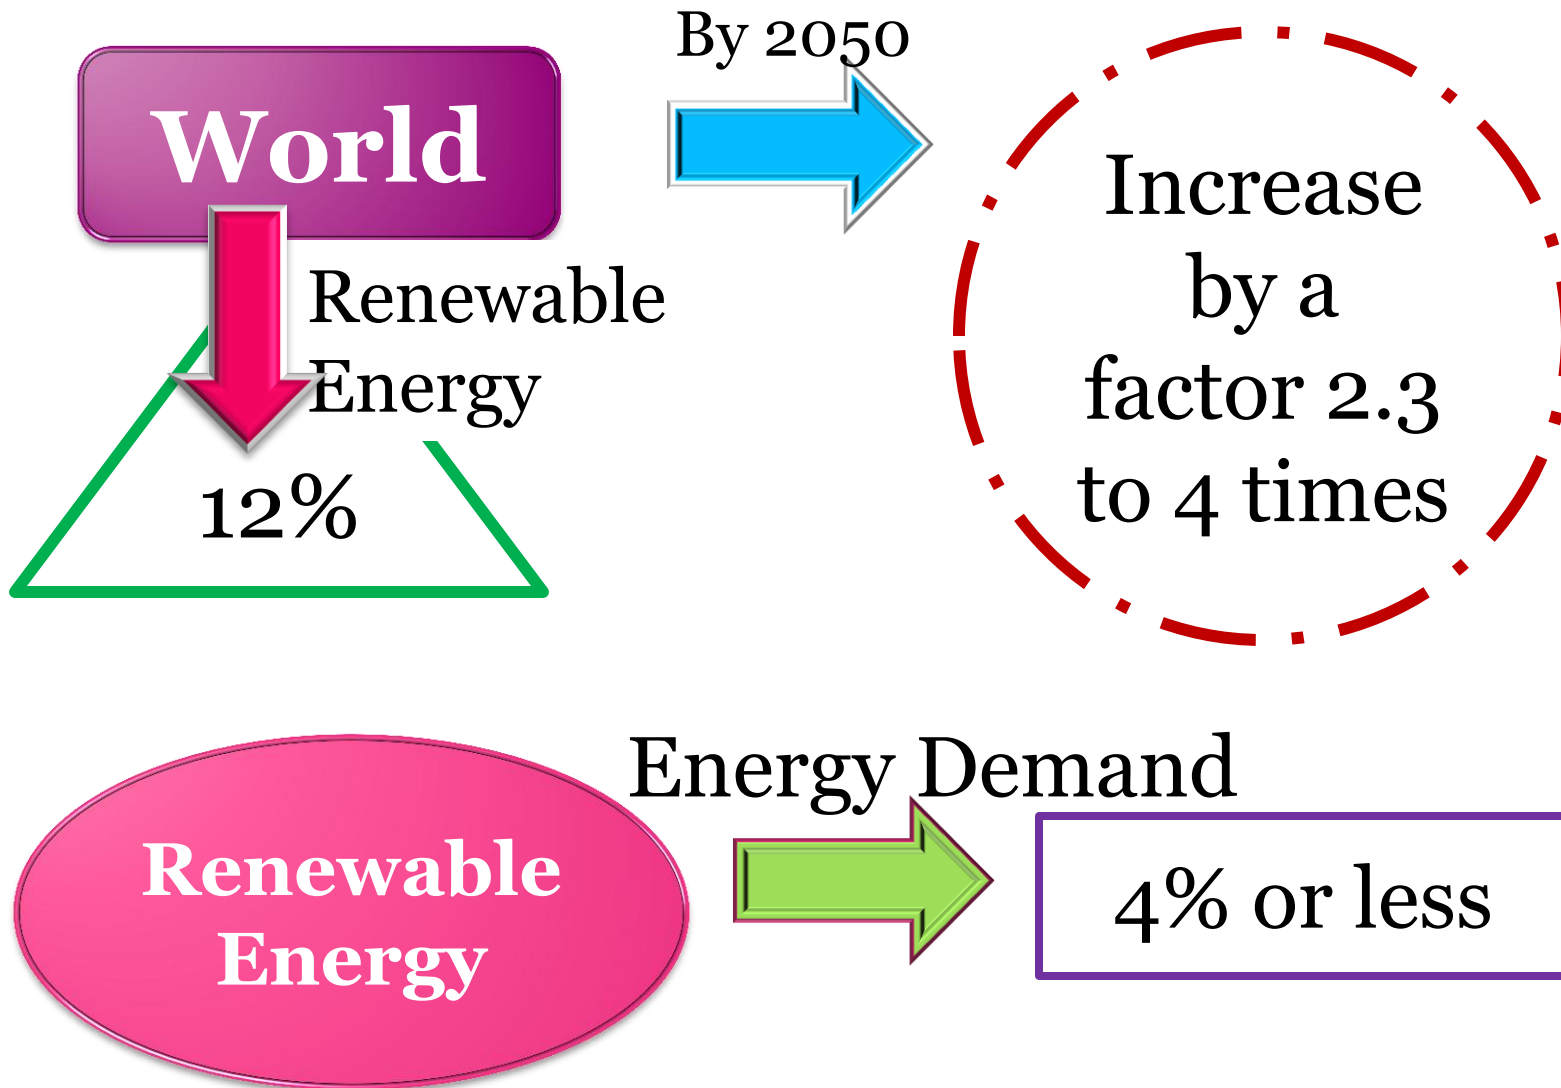 By 2050
World
Increase
by a
factor 2.3
to 4 times
Renewable
Energy
12%
Energy Demand
Renewable
Energy
4% or less